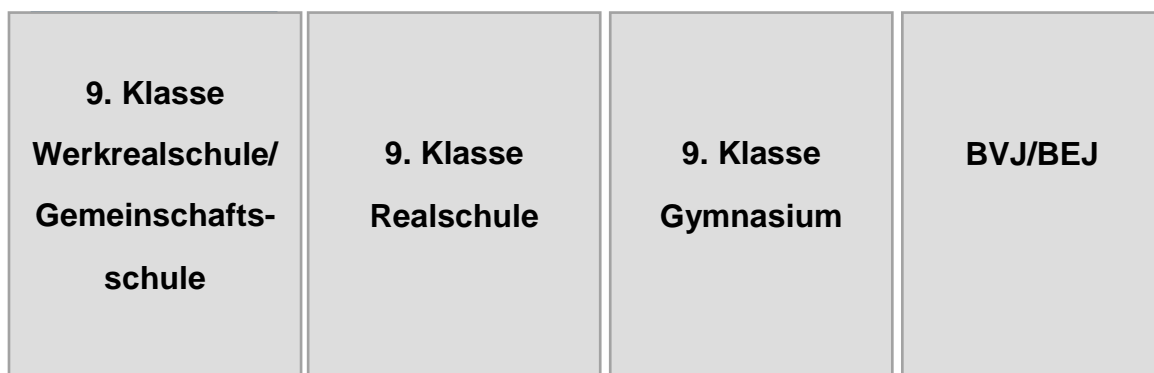 9. Klasse
Werkrealschule/
Gemeinschafts-
schule
9. Klasse
Realschule
9. Klasse
Gymnasium
BVJ/BEJ